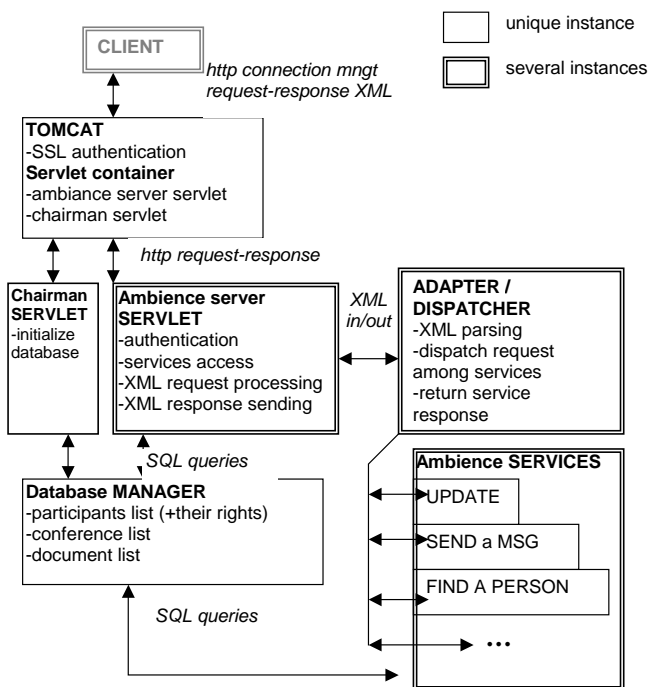 unique instance
several instances
CLIENT
http connection mngt
request-response XML
TOMCAT
-SSL authentication
Servlet container
-ambiance server servlet
-chairman servlet
http request-response
Chairman
SERVLET
-initialize
database
Ambience server
SERVLET
-authentication
-services access
-XML request processing
-XML response sending
XML
in/out
ADAPTER /
DISPATCHER
-XML parsing
-dispatch request
among services
-return service
response
SQL queries
Database MANAGER
-participants list (+their rights)
-conference list
-document list
Ambience SERVICES
UPDATE
SEND a MSG
FIND A PERSON
•••
SQL queries